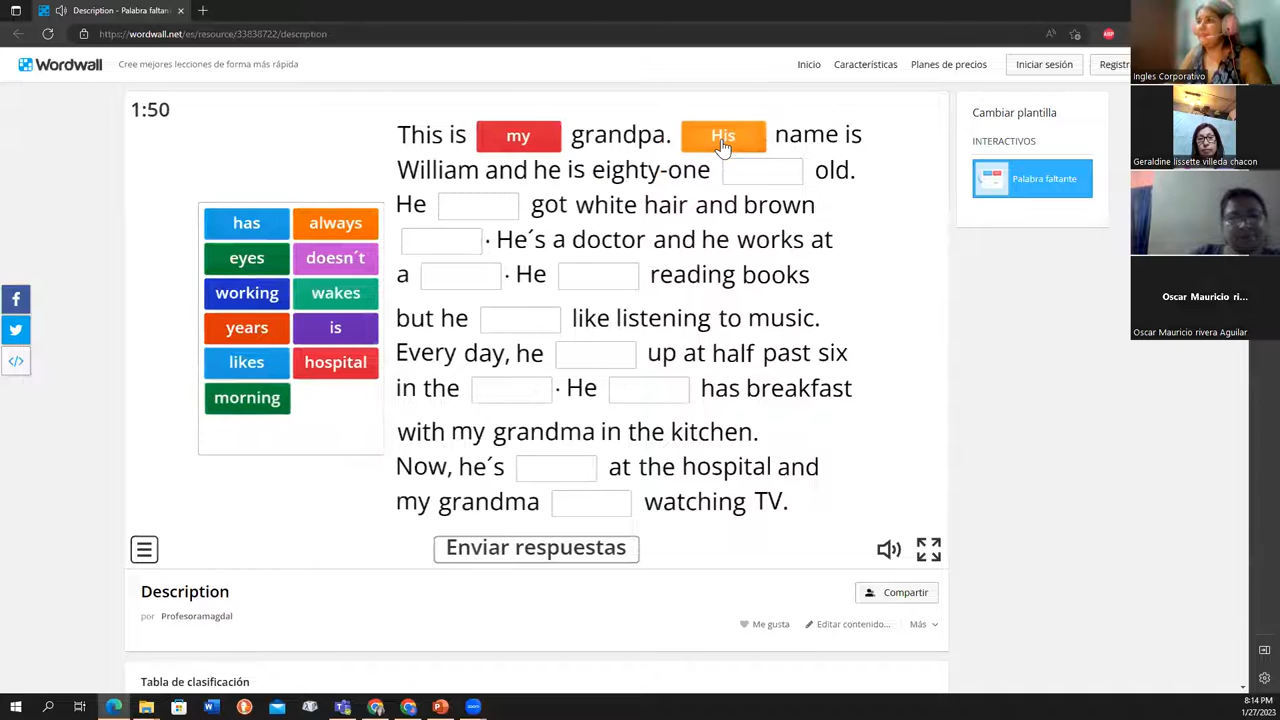 Description - Palabra faltante
https://wordwall.net/es/resource/33838722/description
Wordwall
Cree mejores lecciones de forma más rápida
Inicio
Características
Planes de precios
Iniciar sesión
Registr
1:50
This is my grandpa. His name is
William and he is eighty-one old.
He got white hair and brown
. He´s a doctor and he works at
a . He reading books
but he like listening to music.
Every day, he up at half past six
in the . He has breakfast
with my grandma in the kitchen.
Now, he´s at the hospital and
my grandma watching TV.
has always
eyes doesn´t
working wakes
years is
likes hospital
morning
Enviar respuestas
Cambiar plantilla
INTERACTIVOS
Palabra faltante
Description
por Profesoramagdal
Compartir
Me gusta
Editar contenido...
Más
Tabla de clasificación
Ingles Corporativo
Geraldine lissette villeda chacon
Oscar Mauricio ri...
Oscar Mauricio rivera Aguilar
8:14 PM
1/27/2023